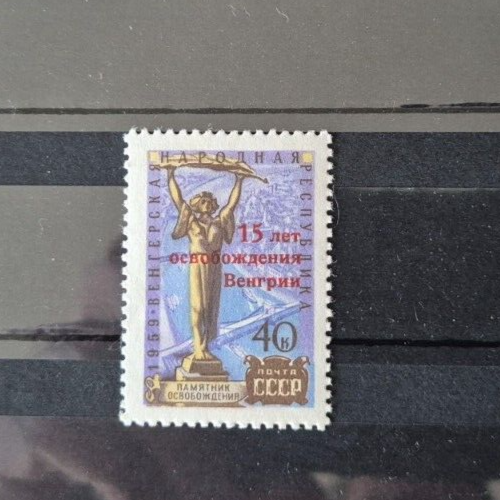 1959 · ВЕНГЕРСКАЯ
НАРОДНАЯ
РЕСПУБЛИКА
15 лет
освобождения
Венгрии
40к
ПОЧТА
СССР
ПАМЯТНИК
ОСВОБОЖДЕНИЯ